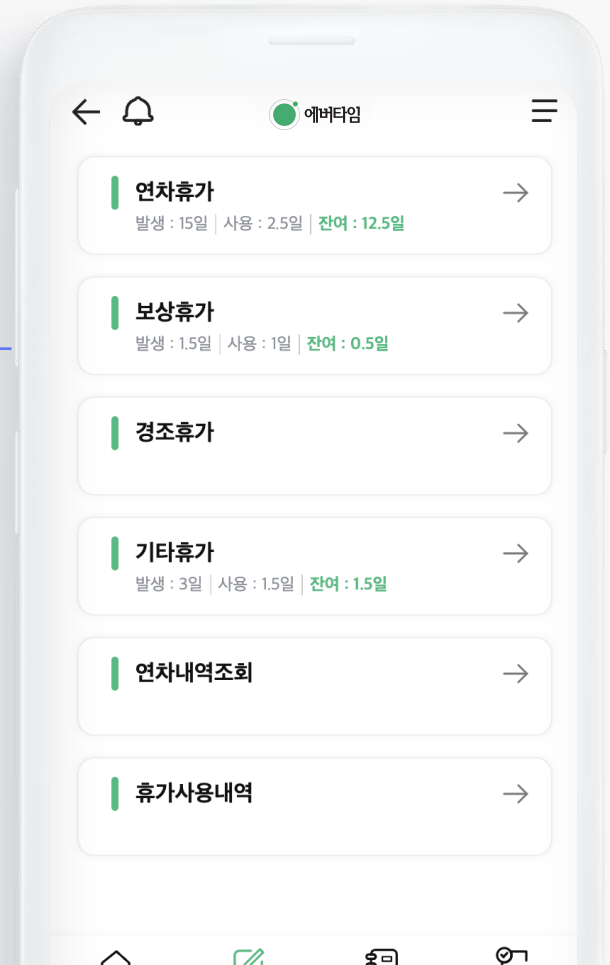 에버타임
연차휴가
발생 : 15일 | 사용 : 2.5일 | 잔여 : 12.5일
보상휴가
발생 : 1.5일 | 사용 : 1일 | 잔여 : 0.5일
경조휴가
기타휴가
발생 : 3일 | 사용 : 1.5일 | 잔여 : 1.5일
연차내역조회
휴가사용내역